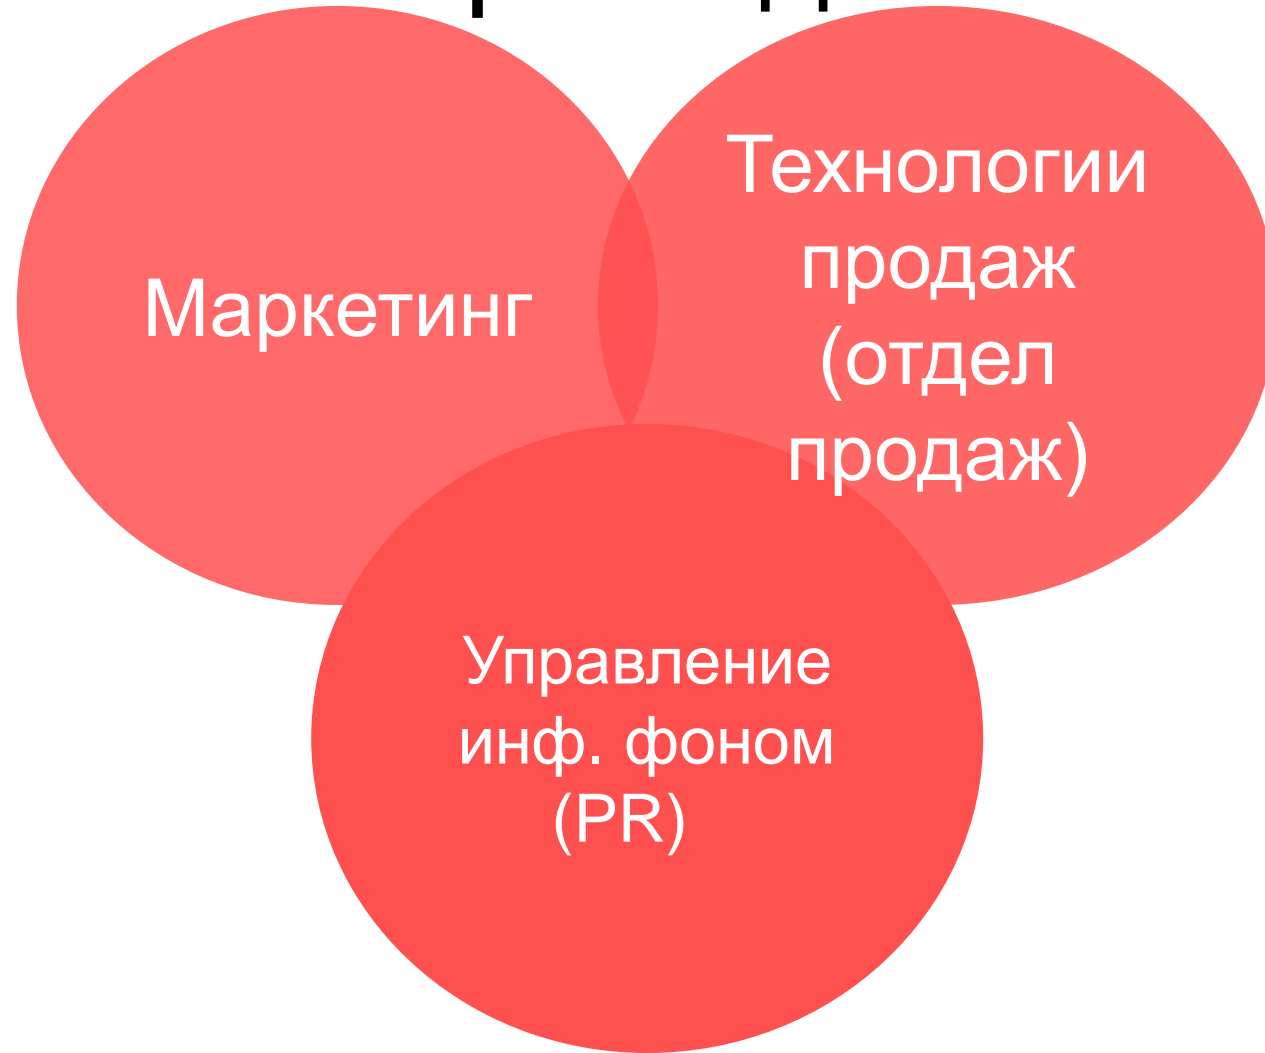 Маркетинг
Технологии
продаж
(отдел
продаж)
Управление
инф. фоном
(PR)